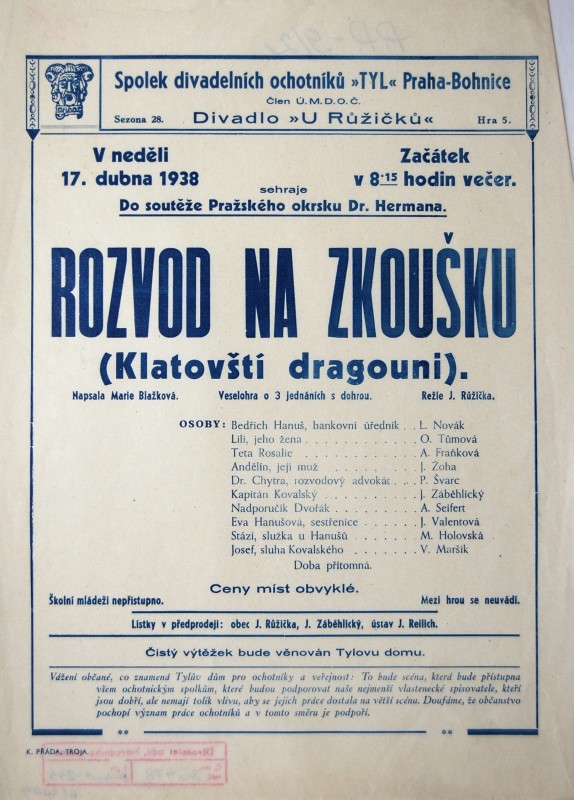 Spolek divadelních ochotníků »TYL« Praha-Bohnice
Člen Ú.M.D.O.Č.
Sezona 28. Divadlo »U Růžičků« Hra 5.
V neděli
17. dubna 1938
Začátek
v 8·15 hodin večer.
sehraje
Do soutěže Pražského okrsku Dr. Hermana.
ROZVOD NA ZKOUŠKU
(Klatovští dragouni).
Napsala Marie Blažková. Veselohra o 3 jednáních s dohrou. Režie J. Růžička.
OSOBY: Bedřich Hanuš, bankovní úředník . . L. Novák
Lili, jeho žena . . . . . . . . . . . . O. Tůmová
Teta Rosalie . . . . . . . . . . . . . A. Fraňková
Andělín, její muž . . . . . . . . . . J. Žoha
Dr. Chytra, rozvodový advokát . . P. Švarc
Kapitán Kovalský . . . . . . . . . . J. Záběhlický
Nadporučík Dvořák . . . . . . . . . A. Seifert
Eva Hanušová, sestřenice . . . . . . J. Valentová
Stázi, služka u Hanušů . . . . . . . M. Holovská
Josef, sluha Kovalského . . . . . . . V. Maršík
Doba přítomná.
Ceny míst obvyklé.
Školní mládeži nepřístupno. Mezi hrou se neuvádí.
Lístky v předprodeji: obec J. Růžička, J. Záběhlický, ústav J. Reilich.
Čistý výtěžek bude věnován Tylovu domu.
Vážení občané, co znamená Tylův dům pro ochotníky a veřejnost: To bude scéna, která bude přístupna
všem ochotnickým spolkům, které budou podporovat naše nejmenší vlastenecké spisovatele, kteří
jsou dobří, ale nemají tolik vlivu, aby se jejich práce dostala na větší scénu. Doufáme, že občanstvo
pochopí význam práce ochotníků a v tomto směru je podpoří.
K. PRÁDA, TROJA.